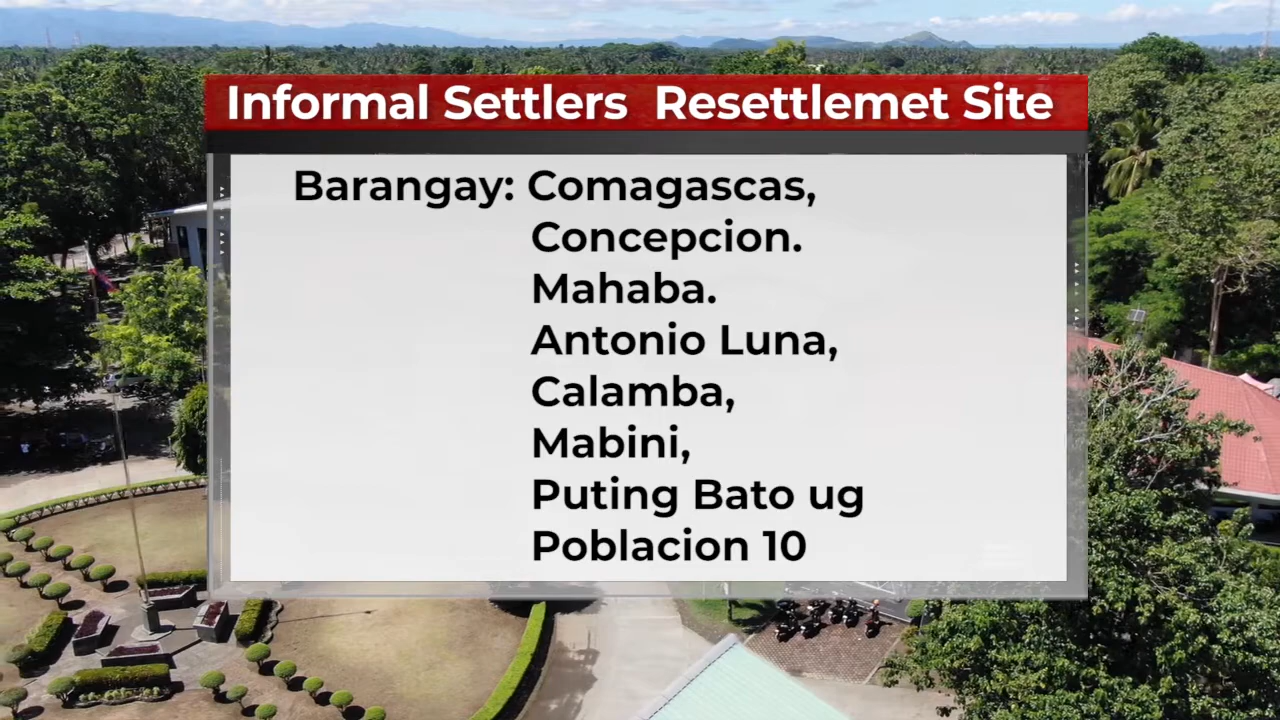 Informal Settlers  Resettlemet Site
Barangay: Comagascas,
Concepcion.
Mahaba.
Antonio Luna,
Calamba,
Mabini,
Puting Bato ug
Poblacion 10